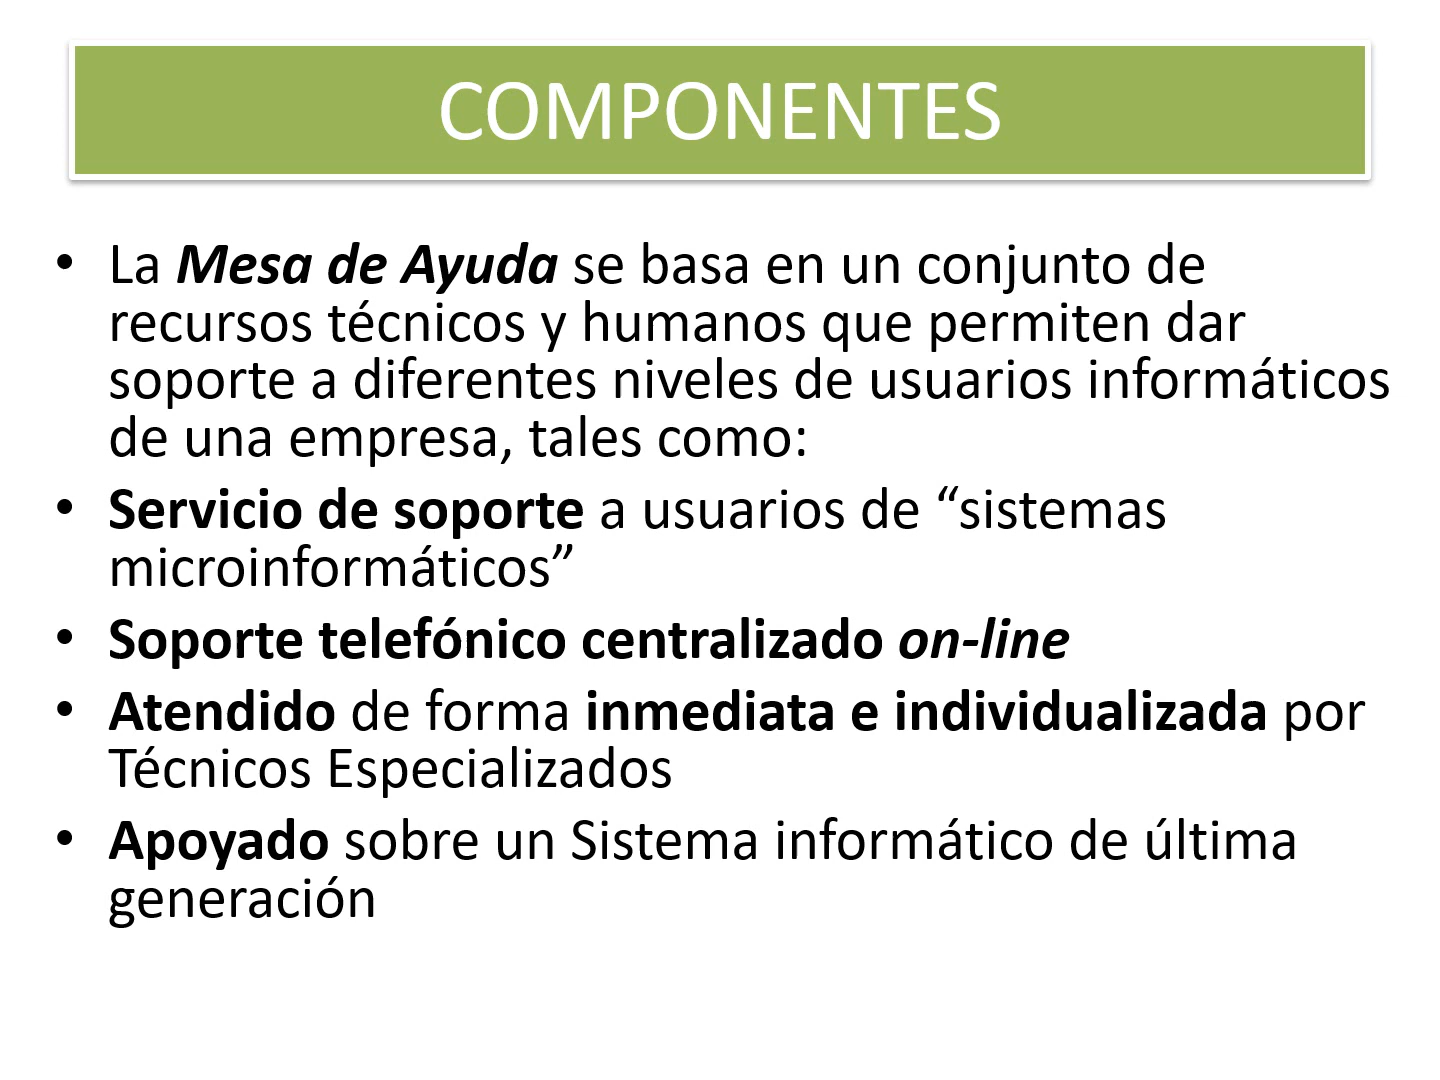 COMPONENTES
• La Mesa de Ayuda se basa en un conjunto de
recursos técnicos y humanos que permiten dar
soporte a diferentes niveles de usuarios informáticos
de una empresa, tales como:
• Servicio de soporte a usuarios de “sistemas
microinformáticos”
• Soporte telefónico centralizado on-line
• Atendido de forma inmediata e individualizada por
Técnicos Especializados
• Apoyado sobre un Sistema informático de última
generación